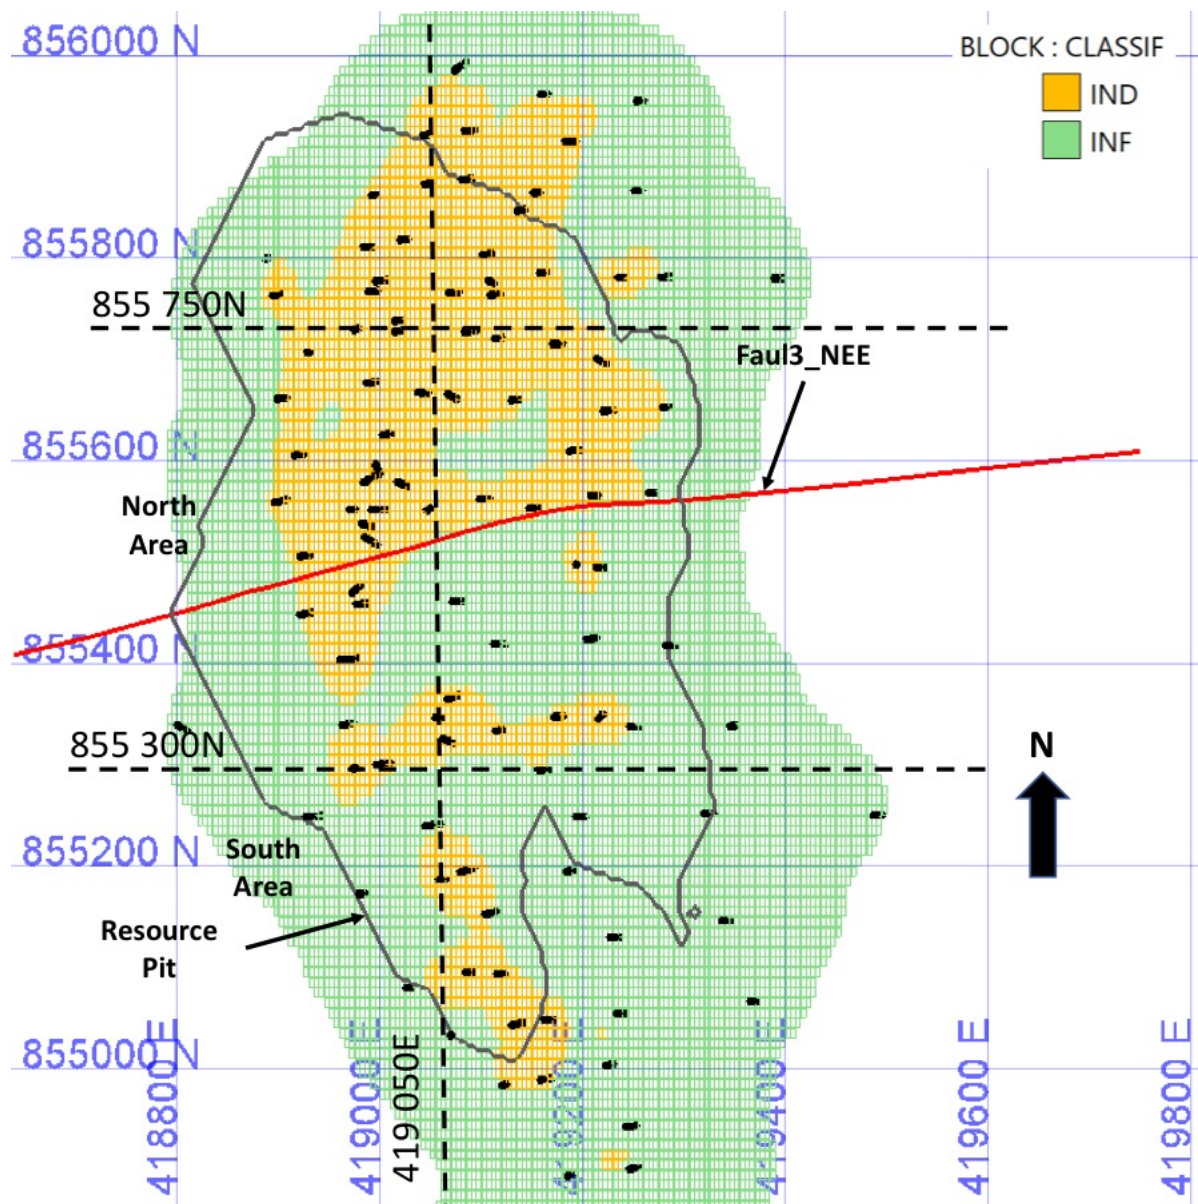 856000 N
BLOCK : CLASSIF
IND
INF
855800 N
855 750N
Faul3_NEE
855600 N
North
Area
855400 N
855 300N
N
855200 N
South
Area
Resource
Pit
855000 N
418800 E
419000 E
419 050E
419200 E
419400 E
419600 E
419800 E